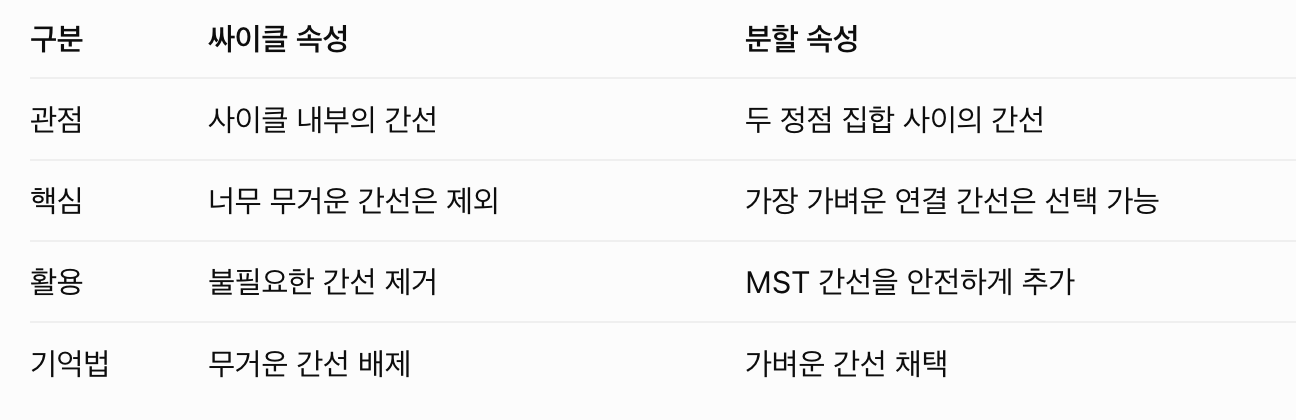 구분 싸이클 속성 분할 속성
관점 사이클 내부의 간선 두 정점 집합 사이의 간선
핵심 너무 무거운 간선은 제외 가장 가벼운 연결 간선은 선택 가능
활용 불필요한 간선 제거 MST 간선을 안전하게 추가
기억법 무거운 간선 배제 가벼운 간선 채택